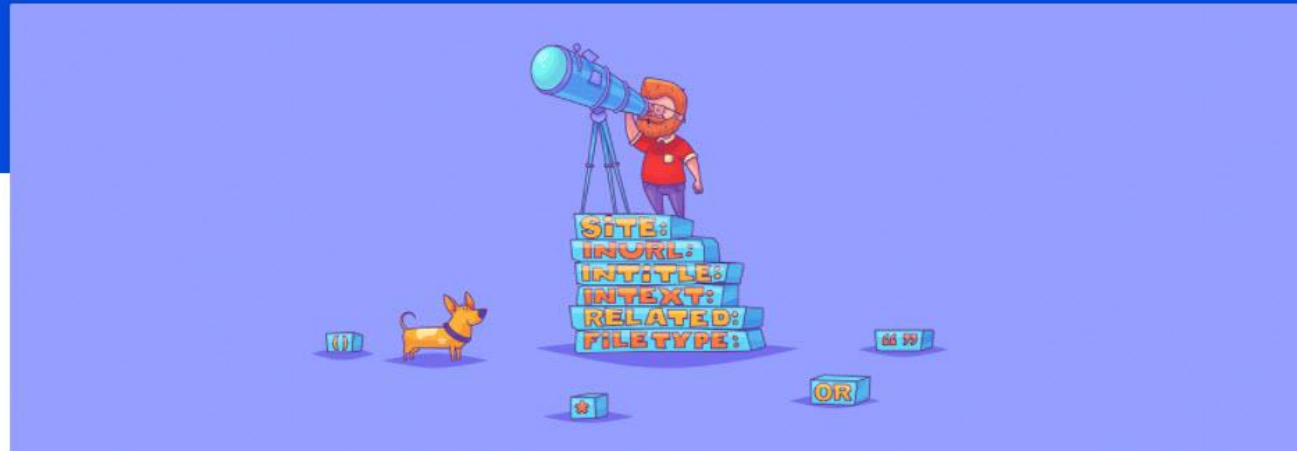 SiTE:
INURL:
INTiTLE:
INTEXT:
RELATED:
FiLETYPE:
()
“ ”
OR
*